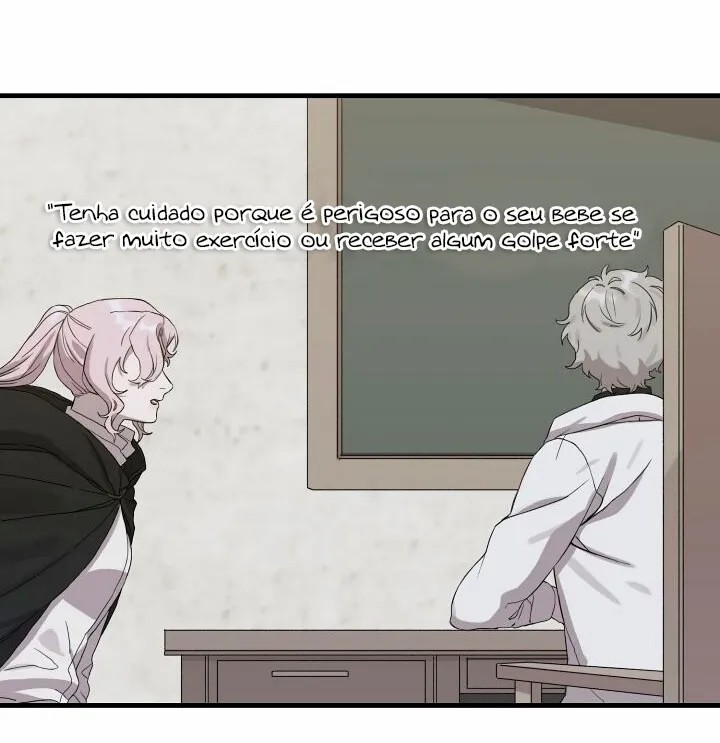 "Tenha cuidado porque é perigoso para o seu bebe se
fazer muito exercício ou receber algum golpe forte"